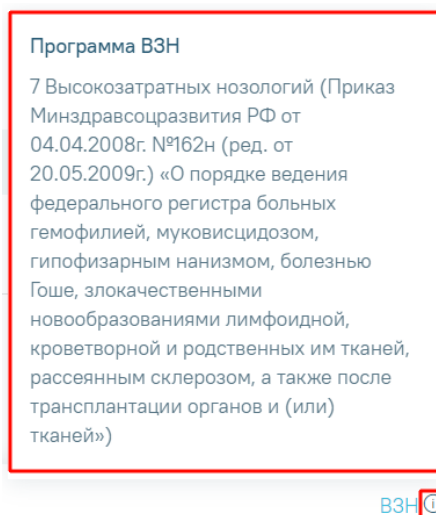 Программа ВЗН
7 Высокозатратных нозологий (Приказ
Минздравсоцразвития РФ от
04.04.2008г. №162н (ред. от
20.05.2009г.) «О порядке ведения
федерального регистра больных
гемофилией, муковисцидозом,
гипофизарным нанизмом, болезнью
Гоше, злокачественными
новообразованиями лимфоидной,
кроветворной и родственных им тканей,
рассеянным склерозом, а также после
трансплантации органов и (или)
тканей»)
ВЗН